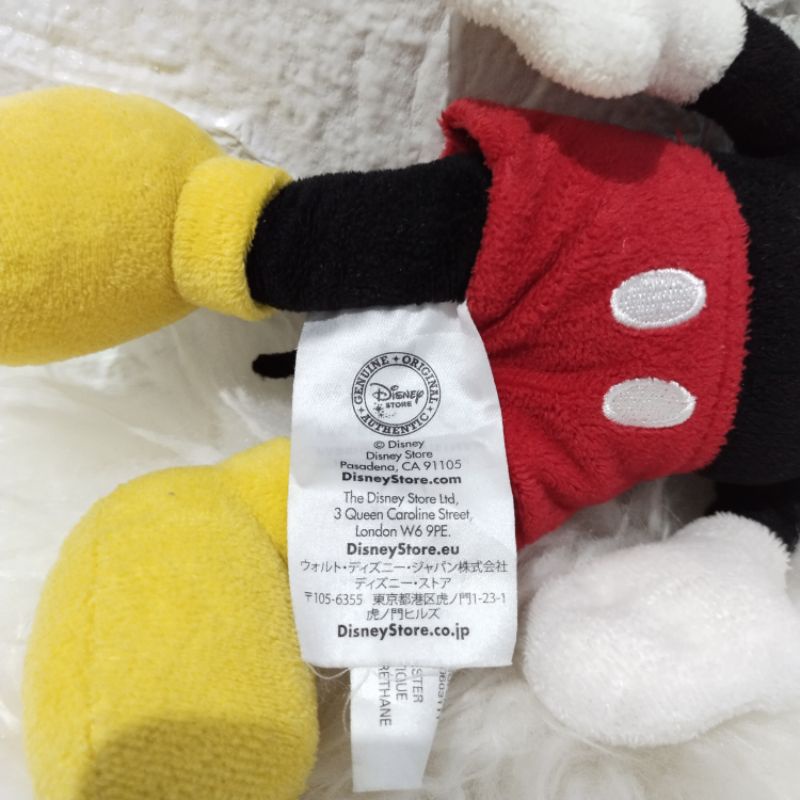 GENUINE • ORIGINAL • AUTHENTIC •
DISNEY
STORE
© Disney
Disney Store
Pasadena, CA 91105
DisneyStore.com
The Disney Store Ltd,
3 Queen Caroline Street,
London W6 9PE.
DisneyStore.eu
ウォルト・ディズニー・ジャパン株式会社
ディズニー・ストア
〒105-6355 東京都港区虎ノ門1-23-1
虎ノ門ヒルズ
DisneyStore.co.jp